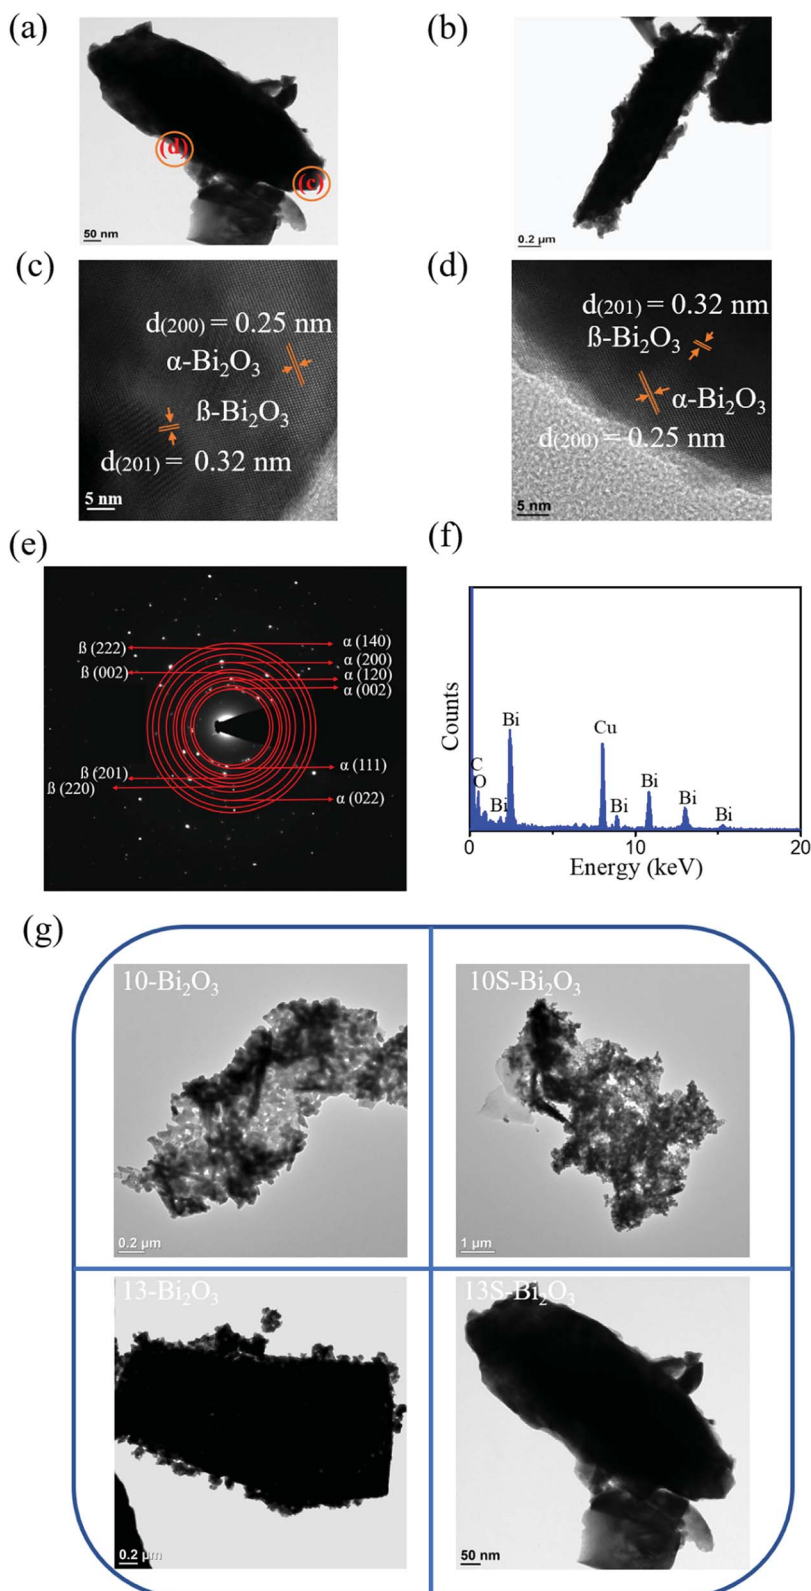 (a)
(d)
(c)
50 nm
(b)
0.2 µm
(c)
d(200) = 0.25 nm
α-Bi₂O₃
ß-Bi₂O₃
d(201) = 0.32 nm
5 nm
(d)
d(201) = 0.32 nm
ß-Bi₂O₃
α-Bi₂O₃
d(200) = 0.25 nm
5 nm
(e)
ß (222)
ß (002)
α (140)
α (200)
α (120)
α (002)
ß (201)
ß (220)
α (111)
α (022)
(f)
Counts
C
O
Bi
Bi
Cu
Bi
Bi
Bi
Bi
0
10
20
Energy (keV)
(g)
10-Bi₂O₃
0.2 µm
10S-Bi₂O₃
1 µm
13-Bi₂O₃
0.2 µm
13S-Bi₂O₃
50 nm